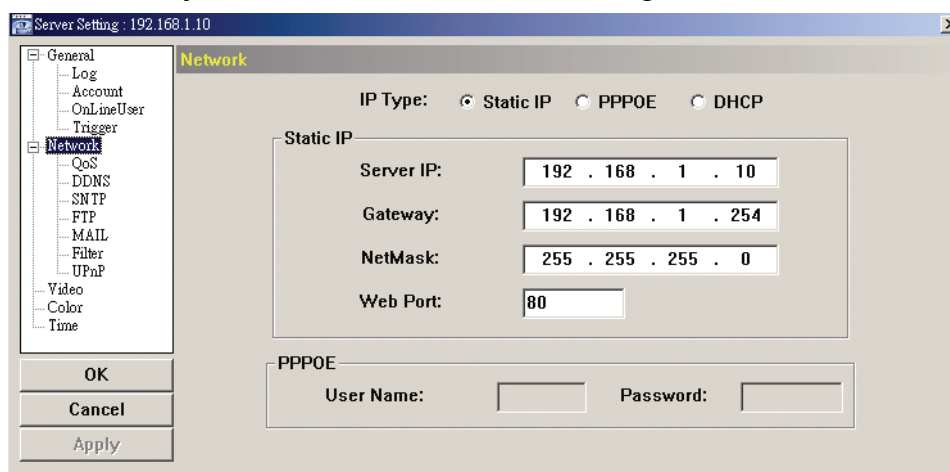 Server Setting : 192.168.1.10
General
Log
Account
OnLineUser
Trigger
Network
QoS
DDNS
SNTP
FTP
MAIL
Filter
UPnP
Video
Color
Time
OK
Cancel
Apply
Network
IP Type: Static IP PPPOE DHCP
Static IP
Server IP: 192 . 168 . 1 . 10
Gateway: 192 . 168 . 1 . 254
NetMask: 255 . 255 . 255 . 0
Web Port: 80
PPPOE
User Name: Password: